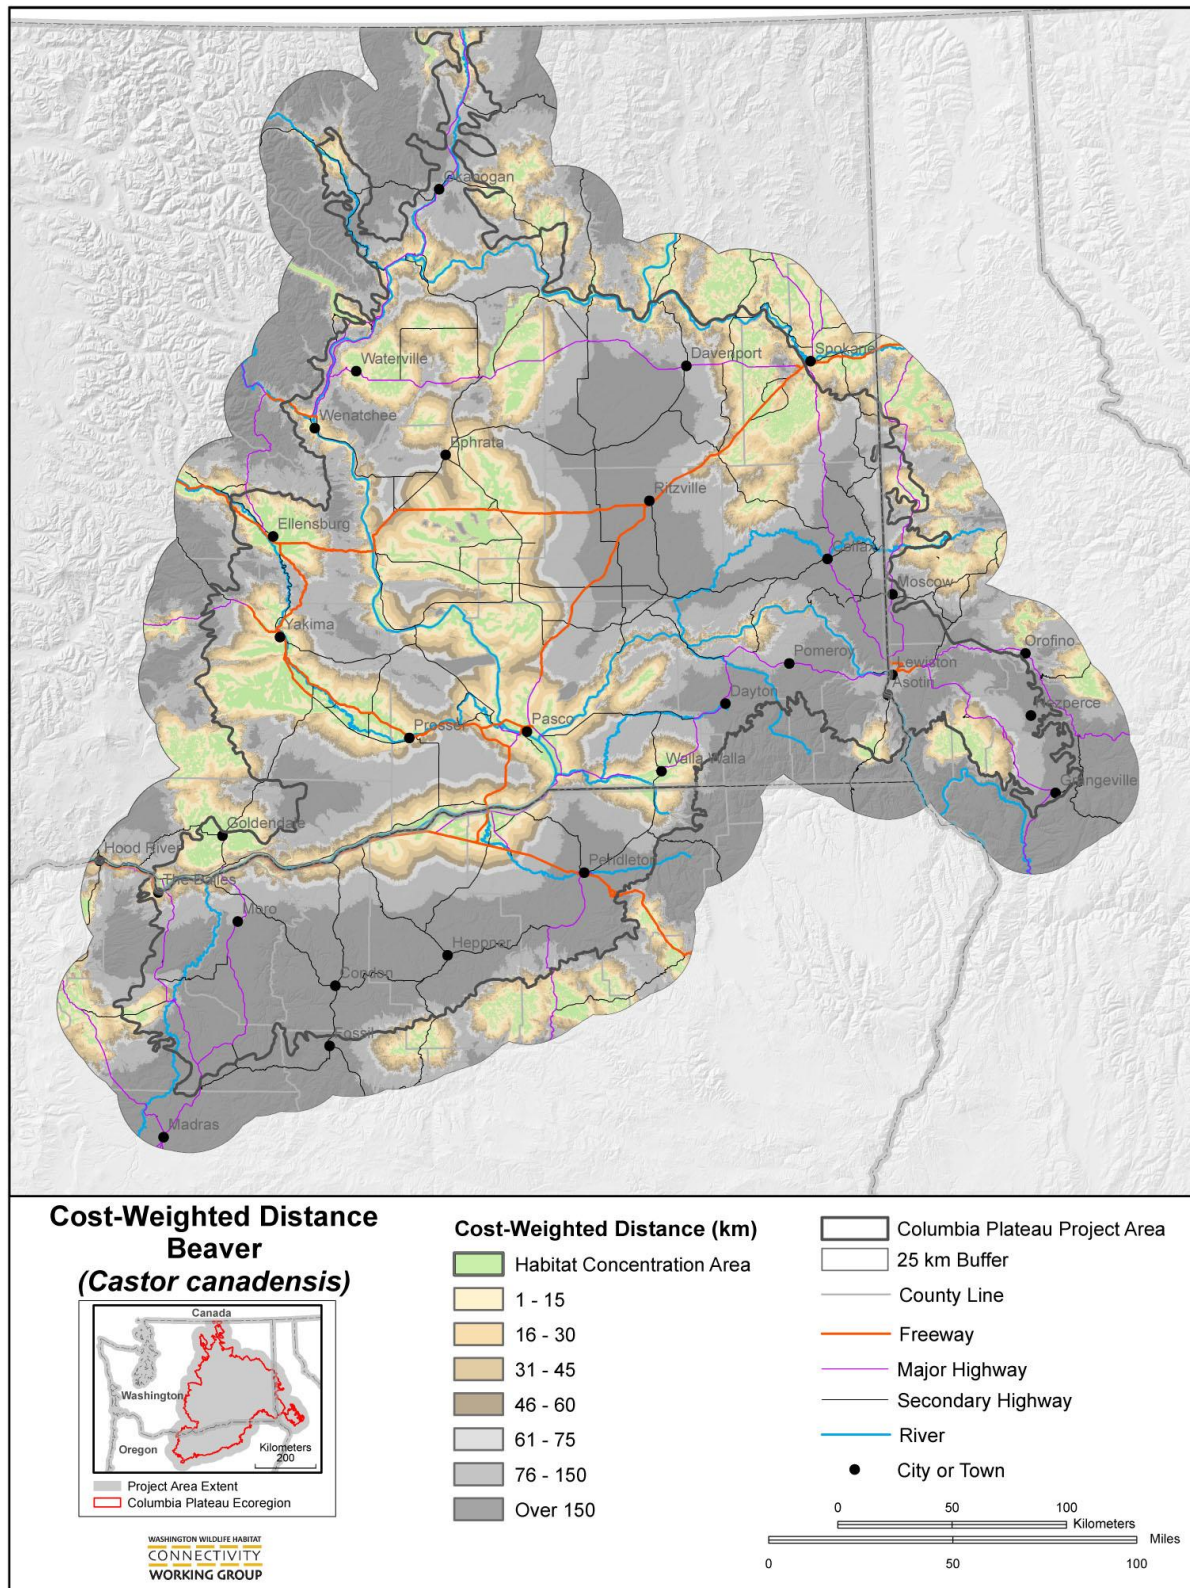 Okanogan
Waterville
Davenport
Spokane
Wenatchee
Ephrata
Ritzville
Ellensburg
Colfax
Moscow
Yakima
Orofino
Pomeroy
Lewiston
Asotin
Dayton
Nezperce
Prosser
Pasco
Walla Walla
Grangeville
Goldendale
Hood River
The Dalles
Pendleton
Moro
Heppner
Condon
Fossil
Madras
Cost-Weighted Distance
Beaver
(Castor canadensis)
Canada
Washington
Oregon
Kilometers
200
Project Area Extent
Columbia Plateau Ecoregion
WASHINGTON WILDLIFE HABITAT
CONNECTIVITY
WORKING GROUP
Cost-Weighted Distance (km)
Habitat Concentration Area
1 - 15
16 - 30
31 - 45
46 - 60
61 - 75
76 - 150
Over 150
Columbia Plateau Project Area
25 km Buffer
County Line
Freeway
Major Highway
Secondary Highway
River
City or Town
0 50 100
Kilometers
Miles
0 50 100